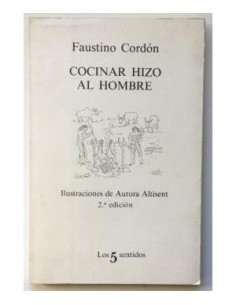 Faustino Cordón
COCINAR HIZO
AL HOMBRE
Ilustraciones de Aurora Altisent
2.ª edición
Los 5 sentidos